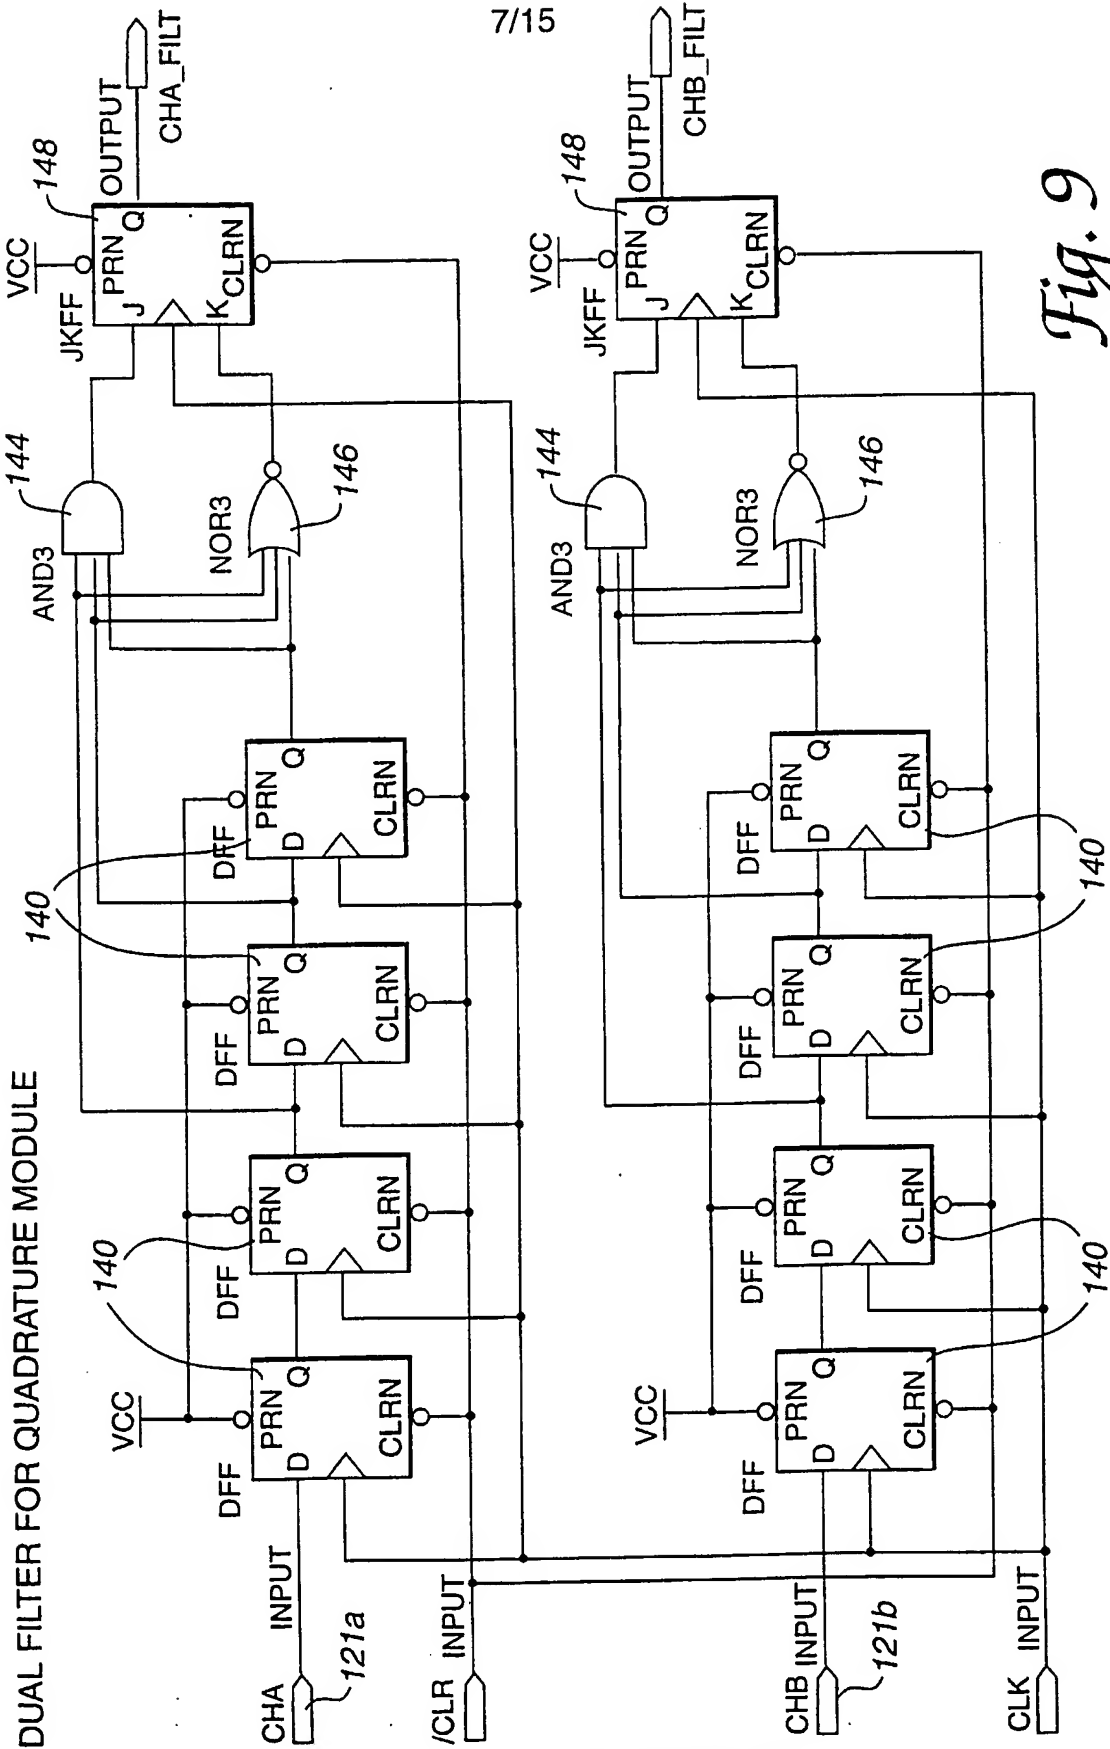 7/15
DUAL FILTER FOR QUADRATURE MODULE
VCC
140
140
AND3
144
JKFF
VCC
148
OUTPUT
CHA_FILT
CHA
121a
INPUT
DFF
PRN
D
Q
CLRN
DFF
PRN
D
Q
CLRN
DFF
PRN
D
Q
CLRN
DFF
PRN
D
Q
CLRN
NOR3
146
PRN
J
Q
K
CLRN
/CLR
INPUT
VCC
AND3
144
JKFF
VCC
148
OUTPUT
CHB_FILT
CHB
121b
INPUT
DFF
PRN
D
Q
CLRN
DFF
PRN
D
Q
CLRN
DFF
PRN
D
Q
CLRN
DFF
PRN
D
Q
CLRN
NOR3
146
PRN
J
Q
K
CLRN
140
140
CLK
INPUT
Fig. 9